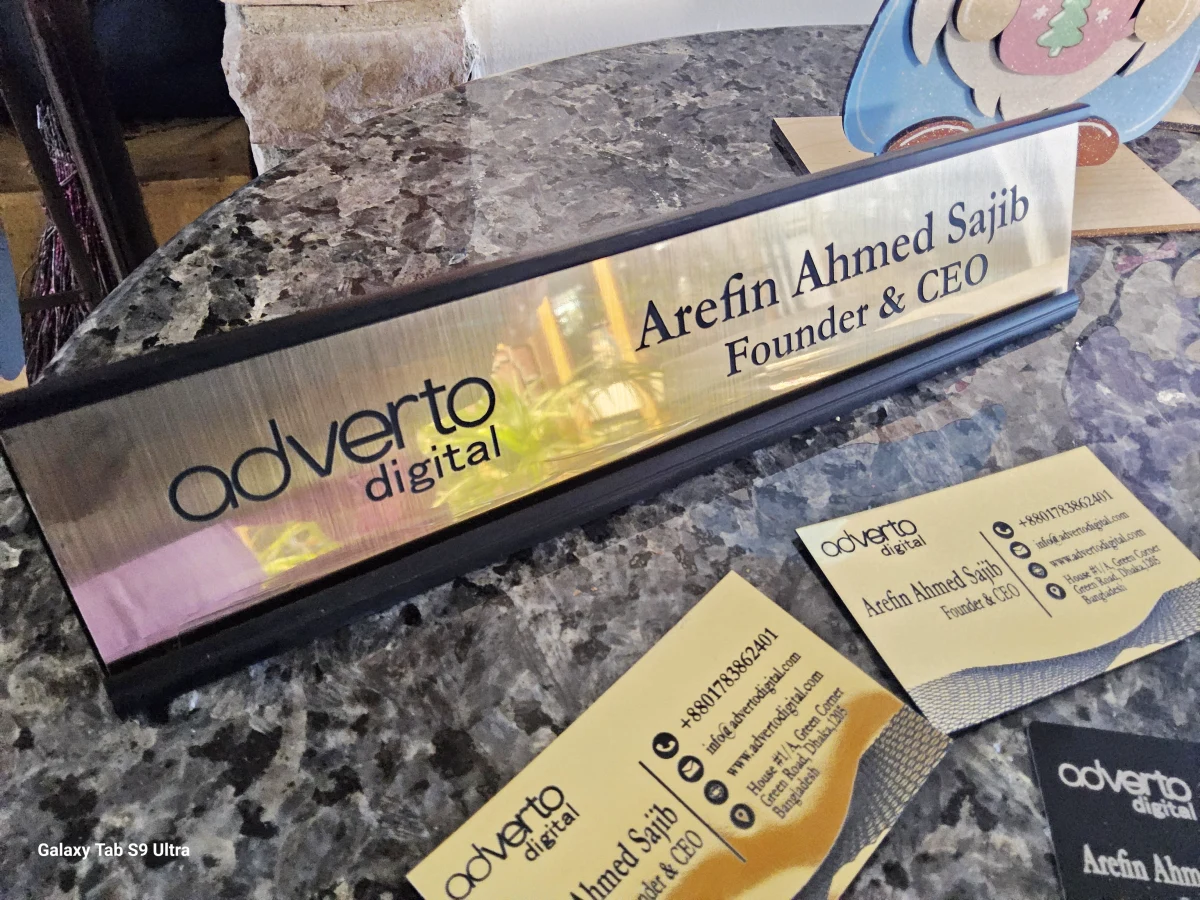 adverto
digital
Arefin Ahmed Sajib
Founder & CEO
adverto
digital
Arefin Ahmed Sajib
Founder & CEO
+8801783862401
info@advertodigital.com
www.advertodigital.com
House #1/A, Green Corner
Green Road, Dhaka,1205
Bangladesh
adverto
digital
Ahmed Sajib
& CEO
+8801783862401
info@advertodigital.com
www.advertodigital.com
House #1/A, Green Corner
Green Road, Dhaka,1205
Bangladesh
adverto
digital
Arefin
Galaxy Tab S9 Ultra